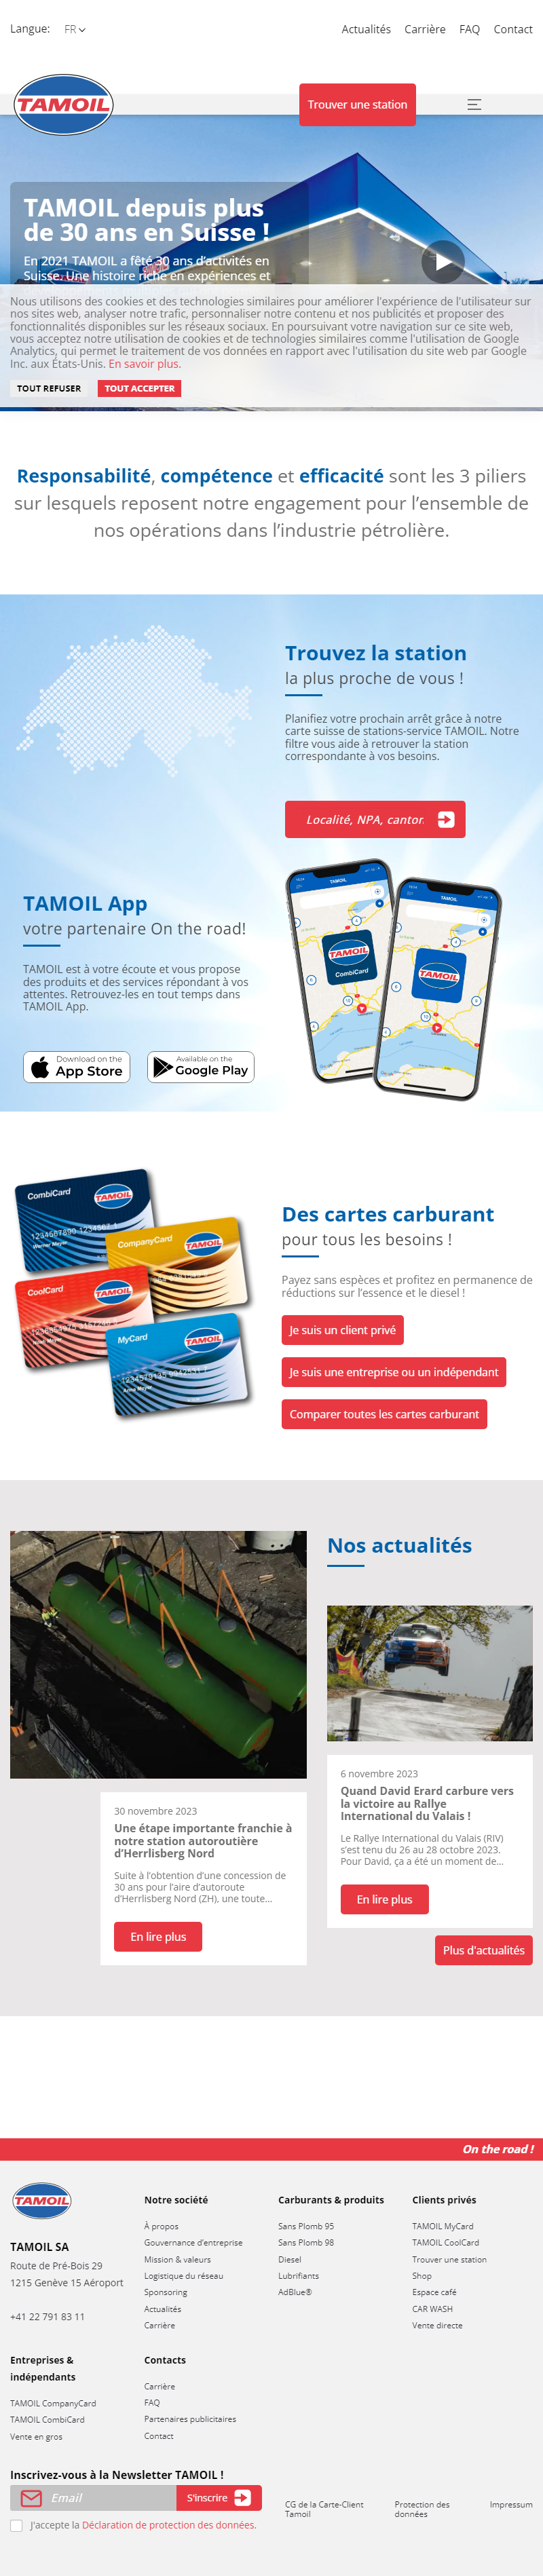 Langue: FR
Actualités Carrière FAQ Contact
TAMOIL
Trouver une station
TAMOIL depuis plus
de 30 ans en Suisse !
En 2021 TAMOIL a fêté 30 ans d’activités en
Suisse. Une histoire riche en expériences et
Nous utilisons des cookies et des technologies similaires pour améliorer l'expérience de l'utilisateur sur
nos sites web, analyser notre trafic, personnaliser notre contenu et nos publicités et proposer des
fonctionnalités disponibles sur les réseaux sociaux. En poursuivant votre navigation sur ce site web,
vous acceptez notre utilisation de cookies et de technologies similaires comme l'utilisation de Google
Analytics, qui permet le traitement de vos données en rapport avec l'utilisation du site web par Google
Inc. aux États-Unis. En savoir plus.
TOUT REFUSER TOUT ACCEPTER
Responsabilité, compétence et efficacité sont les 3 piliers
sur lesquels reposent notre engagement pour l’ensemble de
nos opérations dans l’industrie pétrolière.
Trouvez la station
la plus proche de vous !
Planifiez votre prochain arrêt grâce à notre
carte suisse de stations-service TAMOIL. Notre
filtre vous aide à retrouver la station
correspondante à vos besoins.
Localité, NPA, canton
TAMOIL App
votre partenaire On the road!
TAMOIL est à votre écoute et vous propose
des produits et des services répondant à vos
attentes. Retrouvez-les en tout temps dans
TAMOIL App.
Download on the
App Store
Available on the
Google Play
TAMOIL
CombiCard
TAMOIL
CombiCard
TAMOIL
1234567890 1234567 1
Werner Meyer
CompanyCard
TAMOIL
CoolCard
TAMOIL
MyCard
TAMOIL
Anna Meyer
Des cartes carburant
pour tous les besoins !
Payez sans espèces et profitez en permanence de
réductions sur l’essence et le diesel !
Je suis un client privé
Je suis une entreprise ou un indépendant
Comparer toutes les cartes carburant
Nos actualités
30 novembre 2023
Une étape importante franchie à
notre station autoroutière
d’Herrlisberg Nord
Suite à l’obtention d’une concession de
30 ans pour l’aire d’autoroute
d’Herrlisberg Nord (ZH), une toute...
En lire plus
6 novembre 2023
Quand David Erard carbure vers
la victoire au Rallye
International du Valais !
Le Rallye International du Valais (RIV)
s’est tenu du 26 au 28 octobre 2023.
Pour David, ça a été un moment de...
En lire plus
Plus d'actualités
On the road !
TAMOIL
TAMOIL SA
Route de Pré-Bois 29
1215 Genève 15 Aéroport
+41 22 791 83 11
Notre société
À propos
Gouvernance d’entreprise
Mission & valeurs
Logistique du réseau
Sponsoring
Actualités
Carrière
Carburants & produits
Sans Plomb 95
Sans Plomb 98
Diesel
Lubrifiants
AdBlue®
Clients privés
TAMOIL MyCard
TAMOIL CoolCard
Trouver une station
Shop
Espace café
CAR WASH
Vente directe
Entreprises &
indépendants
TAMOIL CompanyCard
TAMOIL CombiCard
Vente en gros
Contacts
Carrière
FAQ
Partenaires publicitaires
Contact
Inscrivez-vous à la Newsletter TAMOIL !
Email S'inscrire
J'accepte la Déclaration de protection des données.
CG de la Carte-Client
Tamoil
Protection des
données
Impressum